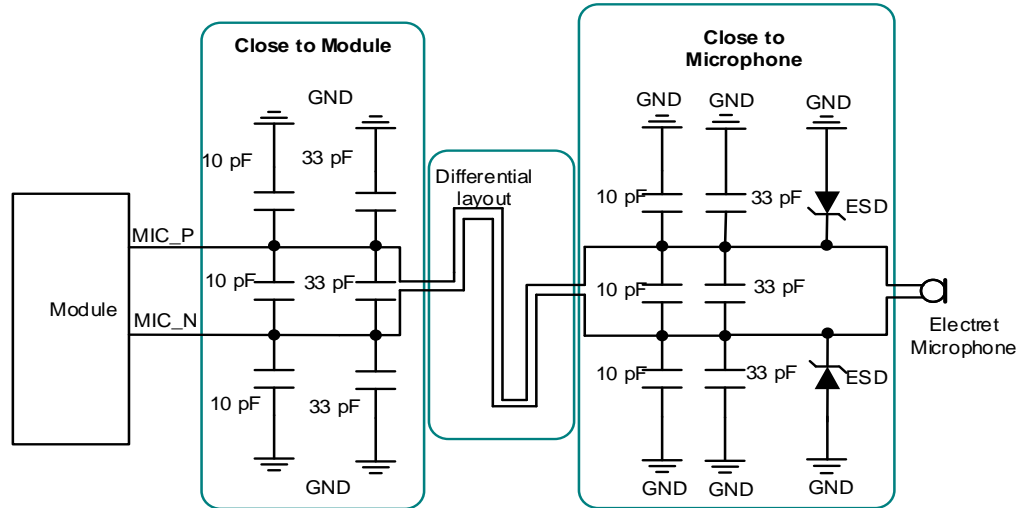 Close to Module
GND
10 pF
33 pF
MIC_P
10 pF
33 pF
Module
MIC_N
10 pF
33 pF
GND
Differential
layout
Close to
Microphone
GND
GND
GND
10 pF
33 pF
ESD
10 pF
33 pF
Electret
Microphone
10 pF
33 pF
ESD
GND
GND
GND